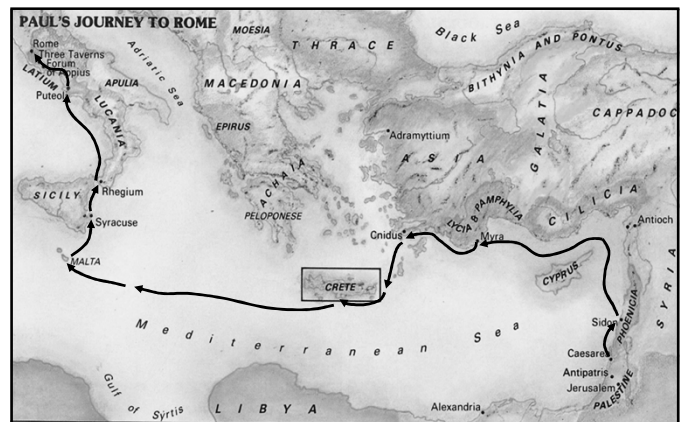 PAUL'S JOURNEY TO ROME
Black Sea
MOESIA
THRACE
Rome
Three Taverns
Forum
of Appius
LATIUM
Puteoli
Adriatic Sea
APULIA
LUCANIA
MACEDONIA
BITHYNIA AND PONTUS
GALATIA
CAPPADOC
EPIRUS
Adramyttium
ASIA
ACHAIA
PELOPONESE
SICILY
Rhegium
Syracuse
MALTA
LYCIA & PAMPHYLIA
CILICIA
Antioch
Cnidus
Myra
CYPRUS
CRETE
SYRIA
PHOENICIA
Sidon
Mediterranean Sea
Caesarea
Antipatris
Jerusalem
PALESTINE
Gulf of Syrtis
LIBYA
Alexandria